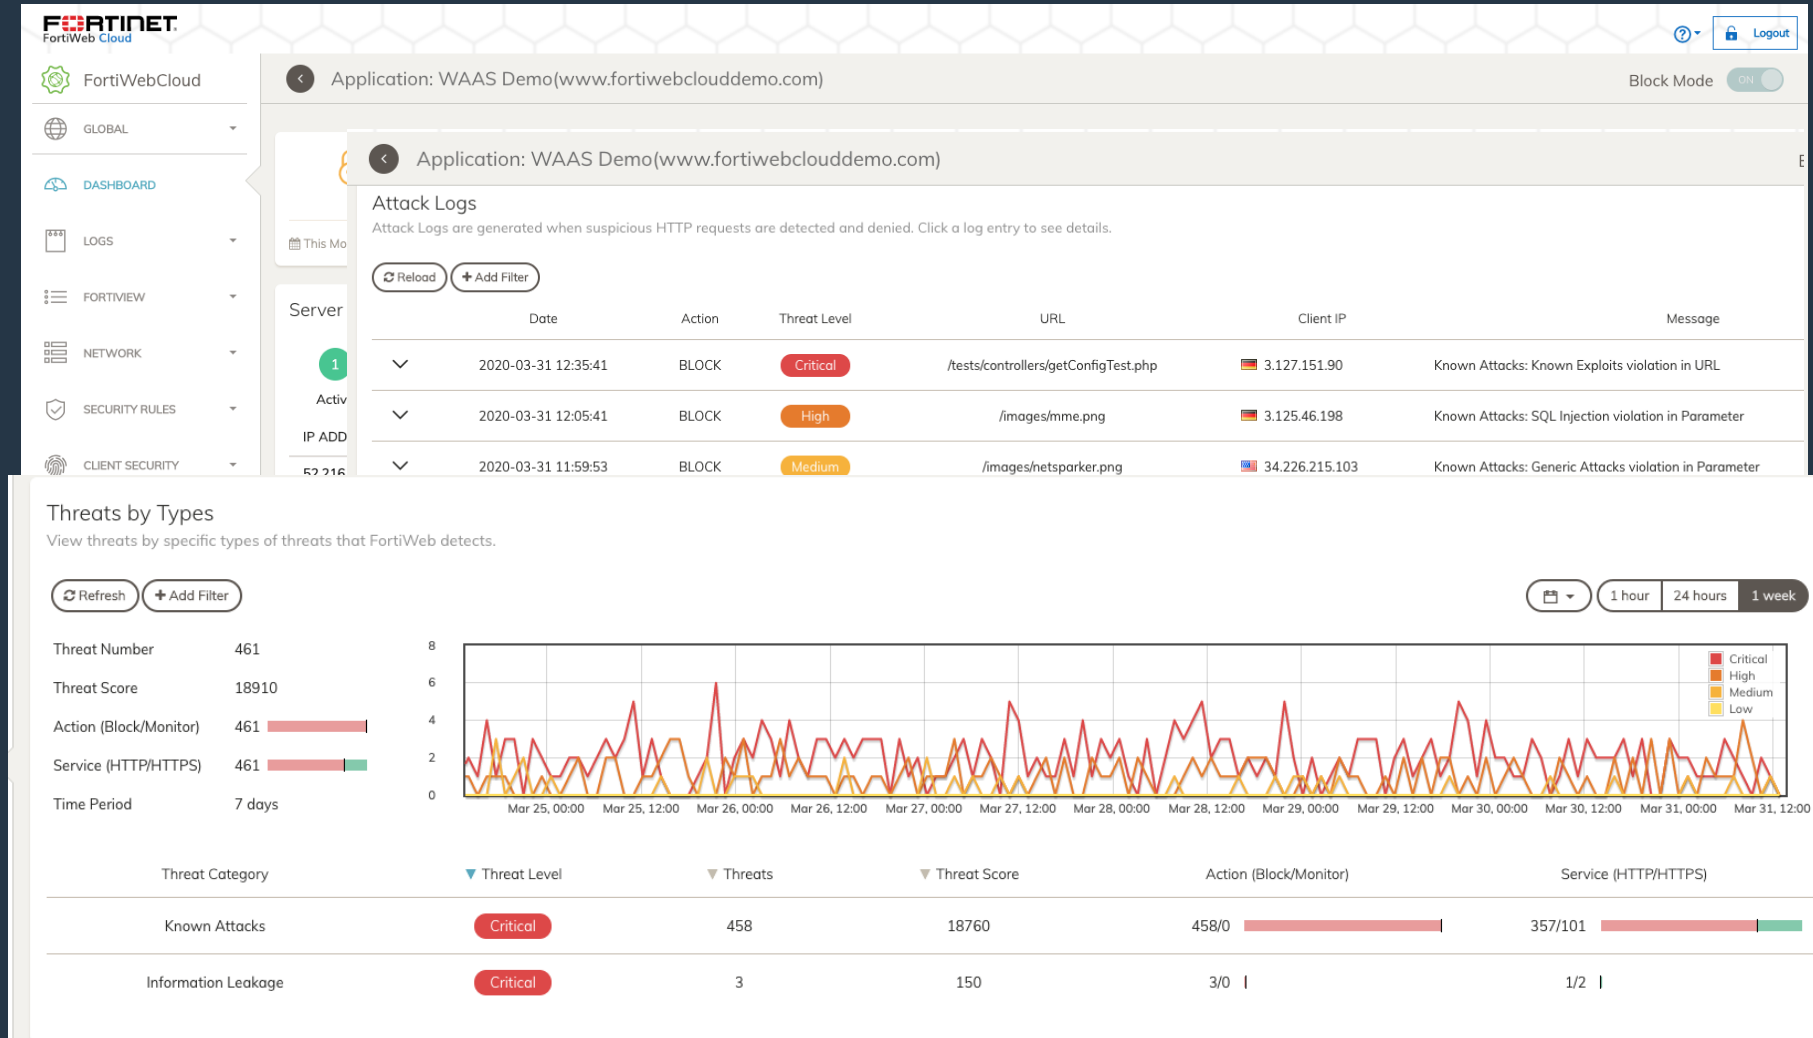 FORTINET
FortiWeb Cloud
Logout
FortiWebCloud
Application: WAAS Demo(www.fortiwebclouddemo.com)
Block Mode ON
GLOBAL
Application: WAAS Demo(www.fortiwebclouddemo.com)
DASHBOARD
Attack Logs
Attack Logs are generated when suspicious HTTP requests are detected and denied. Click a log entry to see details.
LOGS
This Mo
Reload Add Filter
FORTIVIEW
Server
Date Action Threat Level URL Client IP Message
NETWORK
1
2020-03-31 12:35:41 BLOCK Critical /tests/controllers/getConfigTest.php 3.127.151.90 Known Attacks: Known Exploits violation in URL
Activ
SECURITY RULES
2020-03-31 12:05:41 BLOCK High /images/mme.png 3.125.46.198 Known Attacks: SQL Injection violation in Parameter
IP ADD
CLIENT SECURITY
52.216
2020-03-31 11:59:53 BLOCK Medium /images/netsparker.png 34.226.215.103 Known Attacks: Generic Attacks violation in Parameter
Threats by Types
View threats by specific types of threats that FortiWeb detects.
Refresh Add Filter
1 hour 24 hours 1 week
Threat Number 461
Threat Score 18910
Action (Block/Monitor) 461
Service (HTTP/HTTPS) 461
Time Period 7 days
8
6
4
2
0
Critical
High
Medium
Low
Mar 25, 00:00 Mar 25, 12:00 Mar 26, 00:00 Mar 26, 12:00 Mar 27, 00:00 Mar 27, 12:00 Mar 28, 00:00 Mar 28, 12:00 Mar 29, 00:00 Mar 29, 12:00 Mar 30, 00:00 Mar 30, 12:00 Mar 31, 00:00 Mar 31, 12:00
Threat Category Threat Level Threats Threat Score Action (Block/Monitor) Service (HTTP/HTTPS)
Known Attacks Critical 458 18760 458/0 357/101
Information Leakage Critical 3 150 3/0 1/2